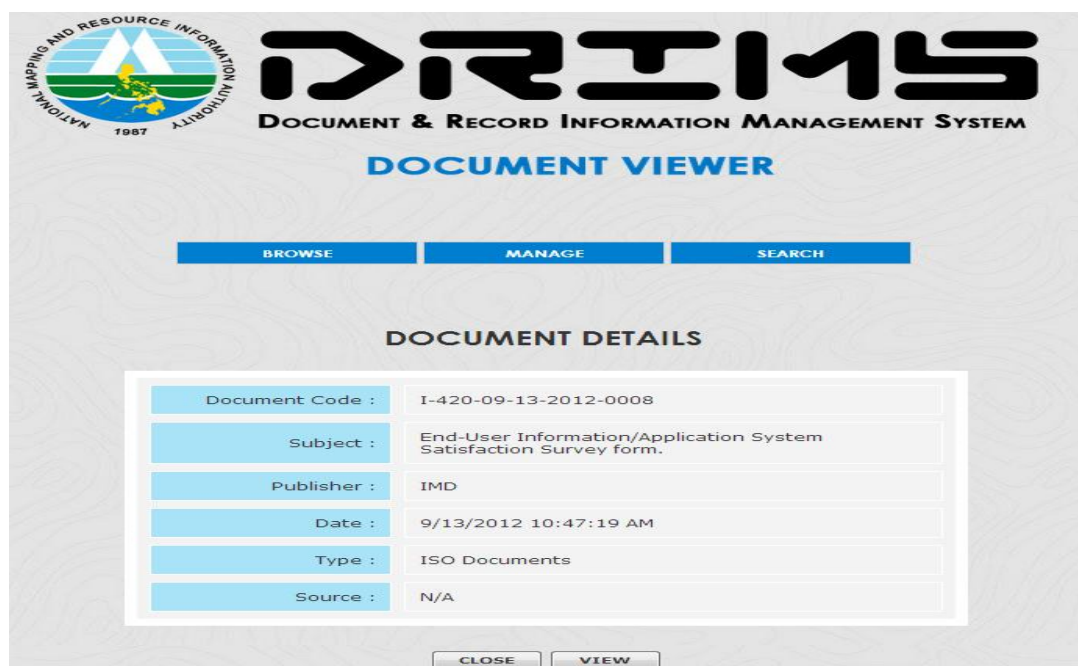 NATIONAL MAPPING AND RESOURCE INFORMATION AUTHORITY
1987
DRIMS
DOCUMENT & RECORD INFORMATION MANAGEMENT SYSTEM
DOCUMENT VIEWER
BROWSE MANAGE SEARCH
DOCUMENT DETAILS
Document Code : I-420-09-13-2012-0008
Subject : End-User Information/Application System
Satisfaction Survey form.
Publisher : IMD
Date : 9/13/2012 10:47:19 AM
Type : ISO Documents
Source : N/A
CLOSE VIEW